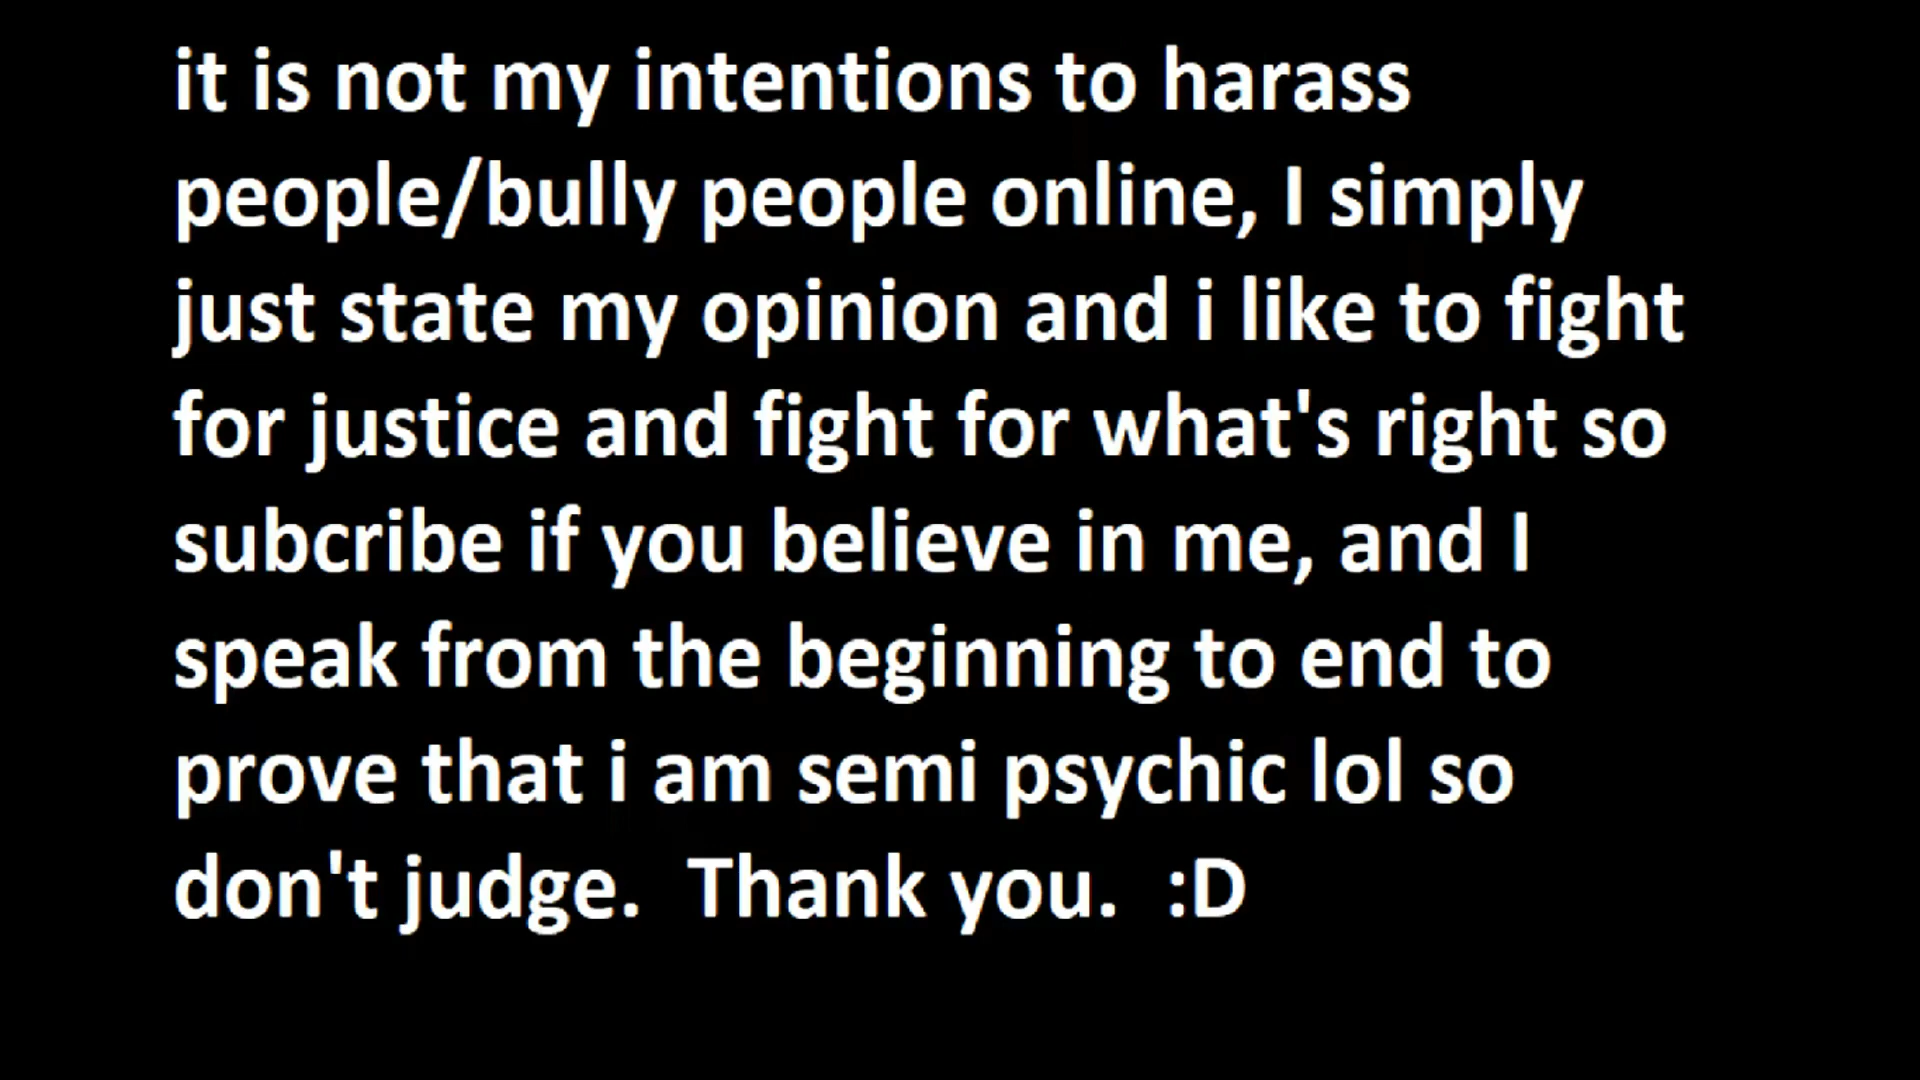 it is not my intentions to harass
people/bully people online, I simply
just state my opinion and i like to fight
for justice and fight for what's right so
subcribe if you believe in me, and I
speak from the beginning to end to
prove that i am semi psychic lol so
don't judge.  Thank you.  :D